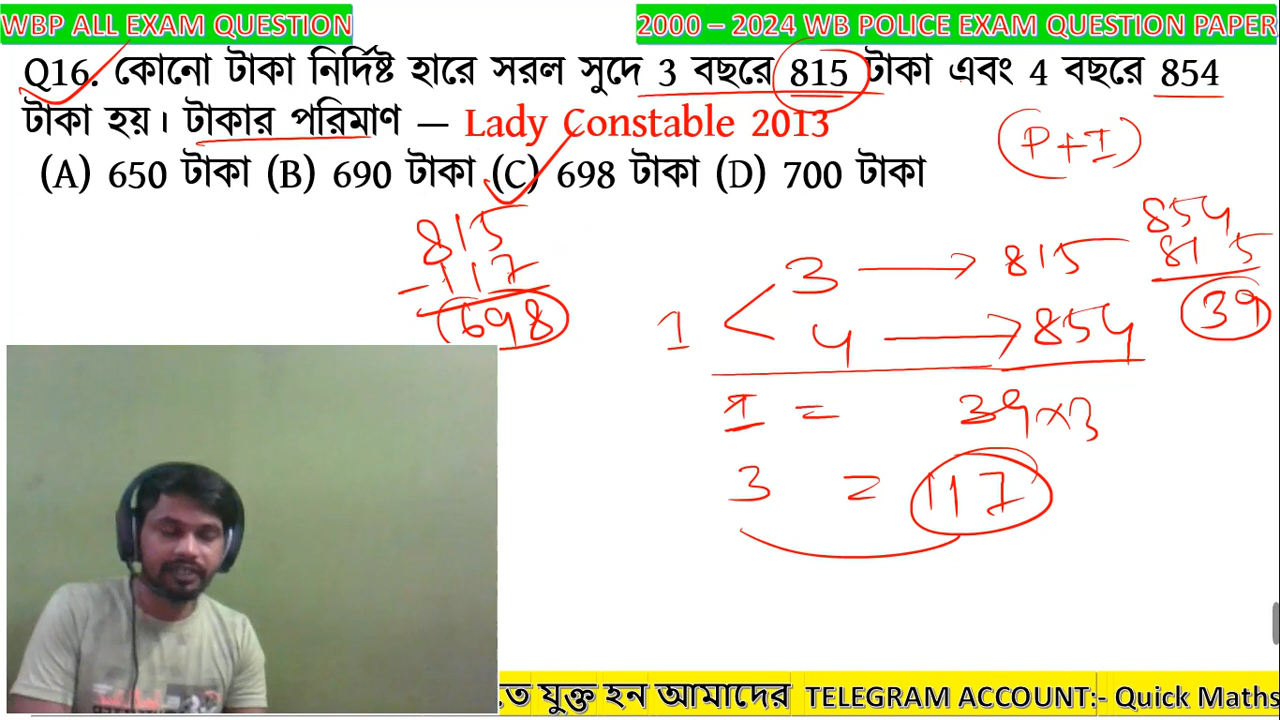 WBP ALL EXAM QUESTION
2000 – 2024 WB POLICE EXAM QUESTION PAPER
Q16. কোনো টাকা নির্দিষ্ট হারে সরল সুদে 3 বছরে 815 টাকা এবং 4 বছরে 854
টাকা হয়। টাকার পরিমাণ — Lady Constable 2013
(P+I)
(A) 650 টাকা (B) 690 টাকা (C) 698 টাকা (D) 700 টাকা
815
-117
698
854
815
39
3 → 815
1 < 4 → 854
1 = 39x3
3 = 117
যুক্ত হন আমাদের TELEGRAM ACCOUNT:- Quick Maths